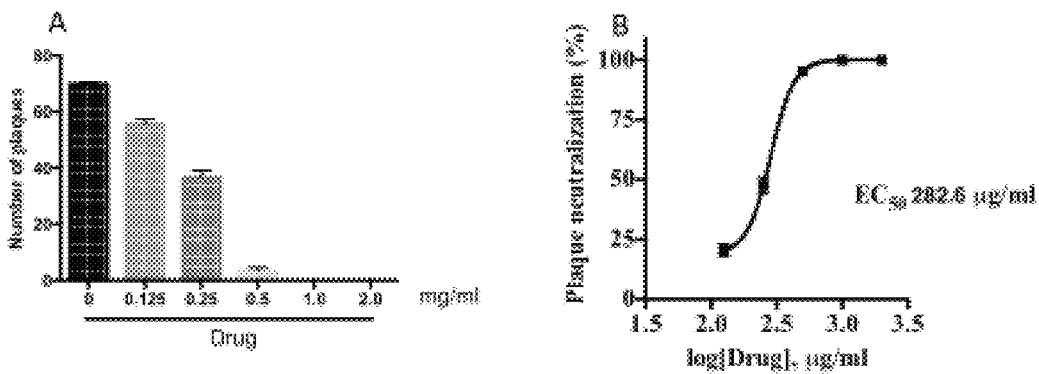 A
Number of plaques
80
60
40
20
0
0 0.125 0.25 0.5 1.0 2.0 mg/ml
Drug
B
Plaque neutralization (%)
100
75
50
25
0
1.5 2.0 2.5 3.0 3.5
log[Drug], µg/ml
EC50 282.6 µg/ml